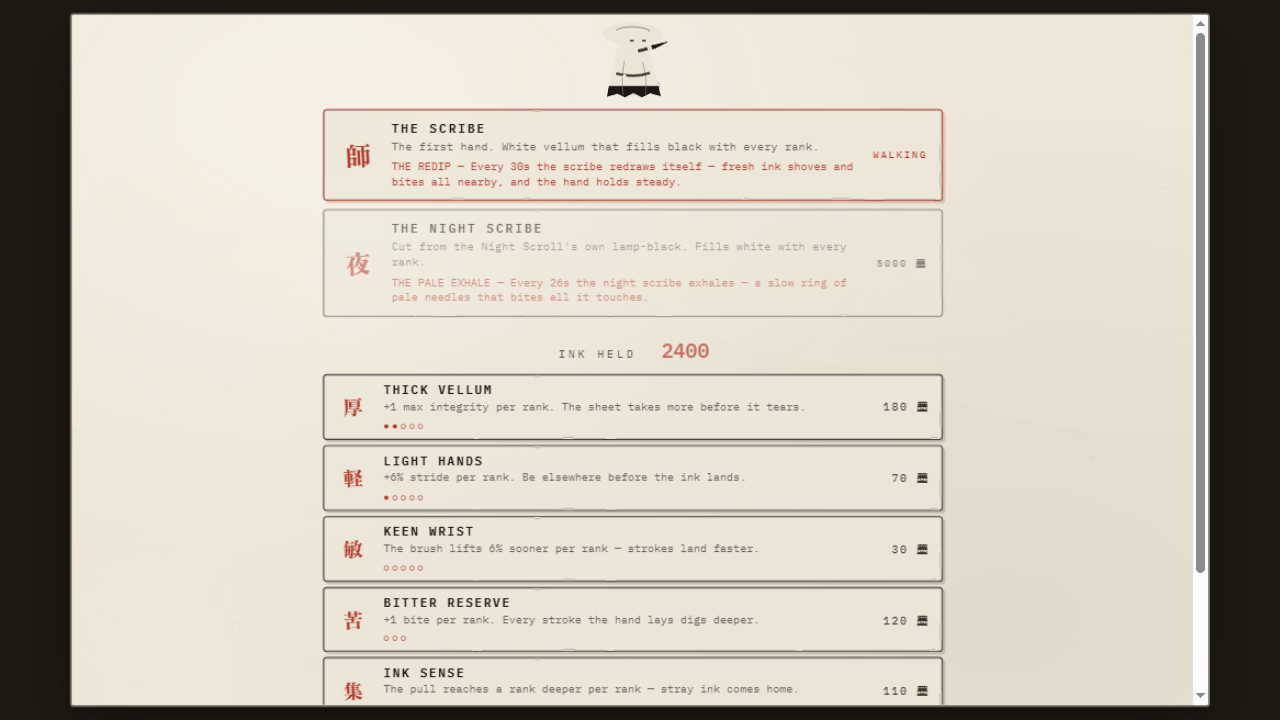 師
THE SCRIBE
The first hand. White vellum that fills black with every rank.
THE REDIP — Every 30s the scribe redraws itself — fresh ink shoves and
bites all nearby, and the hand holds steady.
WALKING
夜
THE NIGHT SCRIBE
Cut from the Night Scroll's own lamp-black. Fills white with every
rank.
THE PALE EXHALE — Every 26s the night scribe exhales — a slow ring of
pale needles that bites all it touches.
5000 墨
INK HELD 2400
厚
THICK VELLUM
+1 max integrity per rank. The sheet takes more before it tears.
180 墨
軽
LIGHT HANDS
+6% stride per rank. Be elsewhere before the ink lands.
70 墨
敏
KEEN WRIST
The brush lifts 6% sooner per rank — strokes land faster.
30 墨
苦
BITTER RESERVE
+1 bite per rank. Every stroke the hand lays digs deeper.
120 墨
集
INK SENSE
The pull reaches a rank deeper per rank — stray ink comes home.
110 墨